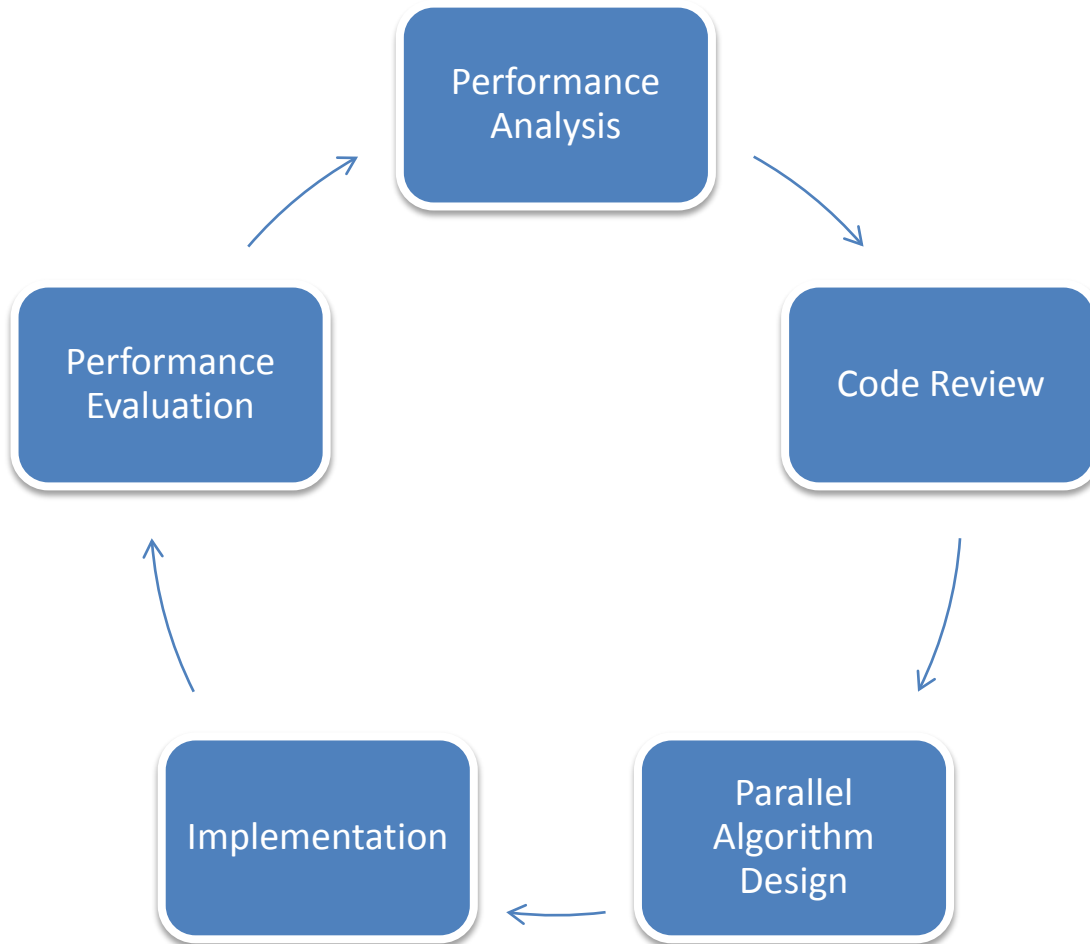 Performance
Analysis
Code Review
Parallel
Algorithm
Design
Implementation
Performance
Evaluation